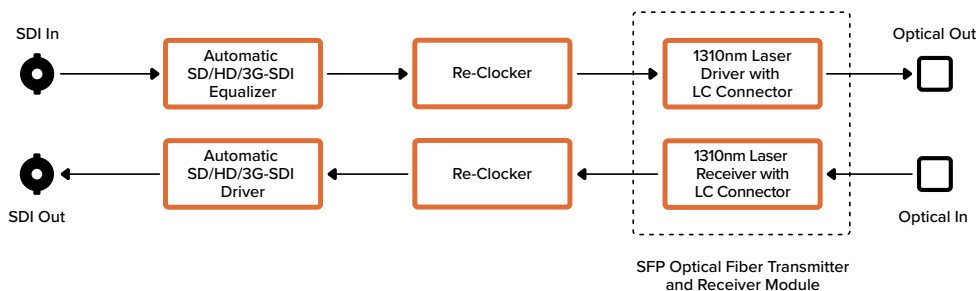 SDI In
Automatic
SD/HD/3G-SDI
Equalizer
Re-Clocker
1310nm Laser
Driver with
LC Connector
Optical Out
Automatic
SD/HD/3G-SDI
Driver
Re-Clocker
1310nm Laser
Receiver with
LC Connector
SDI Out
Optical In
SFP Optical Fiber Transmitter
and Receiver Module